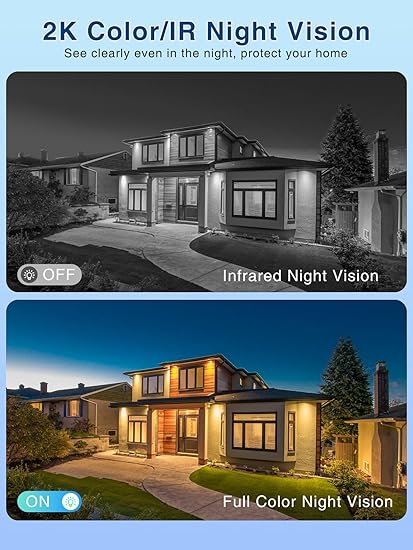 2K Color/IR Night Vision
See clearly even in the night, protect your home
OFF
Infrared Night Vision
ON
Full Color Night Vision